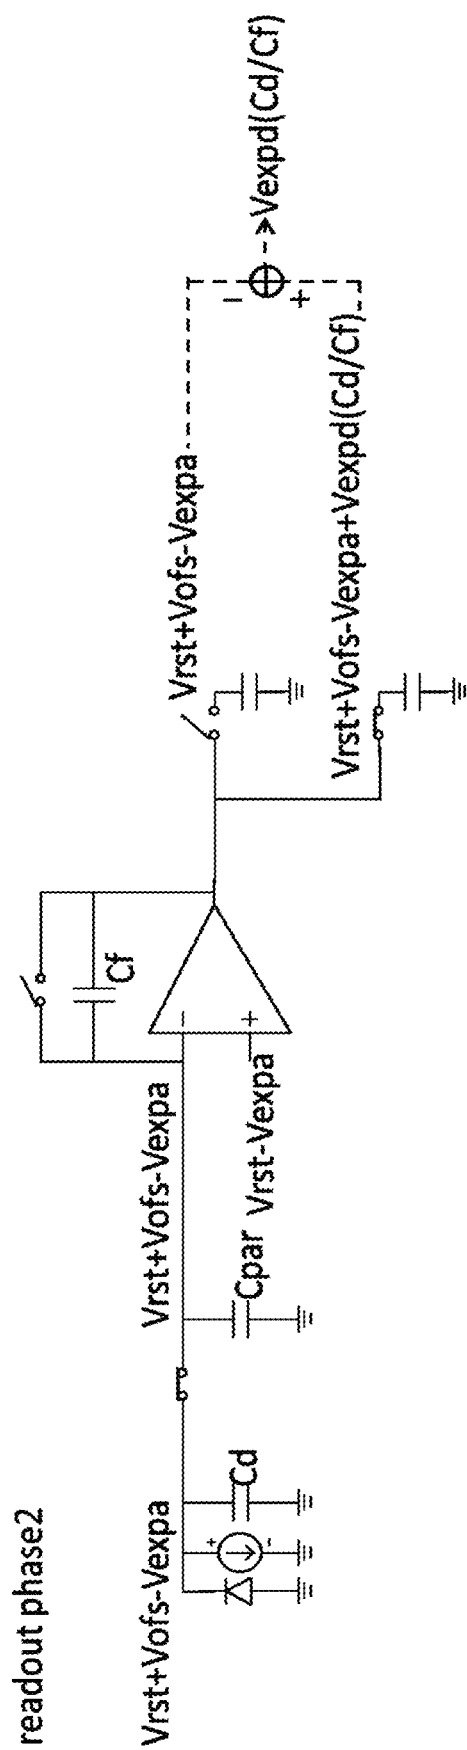 readout phase2
Vrst+Vofs-Vexpa
Cd
Vrst+Vofs-Vexpa
Cpar
Vrst-Vexpa
Cf
-
+
+
-
Vrst+Vofs-Vexpa
Vrst+Vofs-Vexpa+Vexpd(Cd/Cf)
-
+
Vexpd(Cd/Cf)